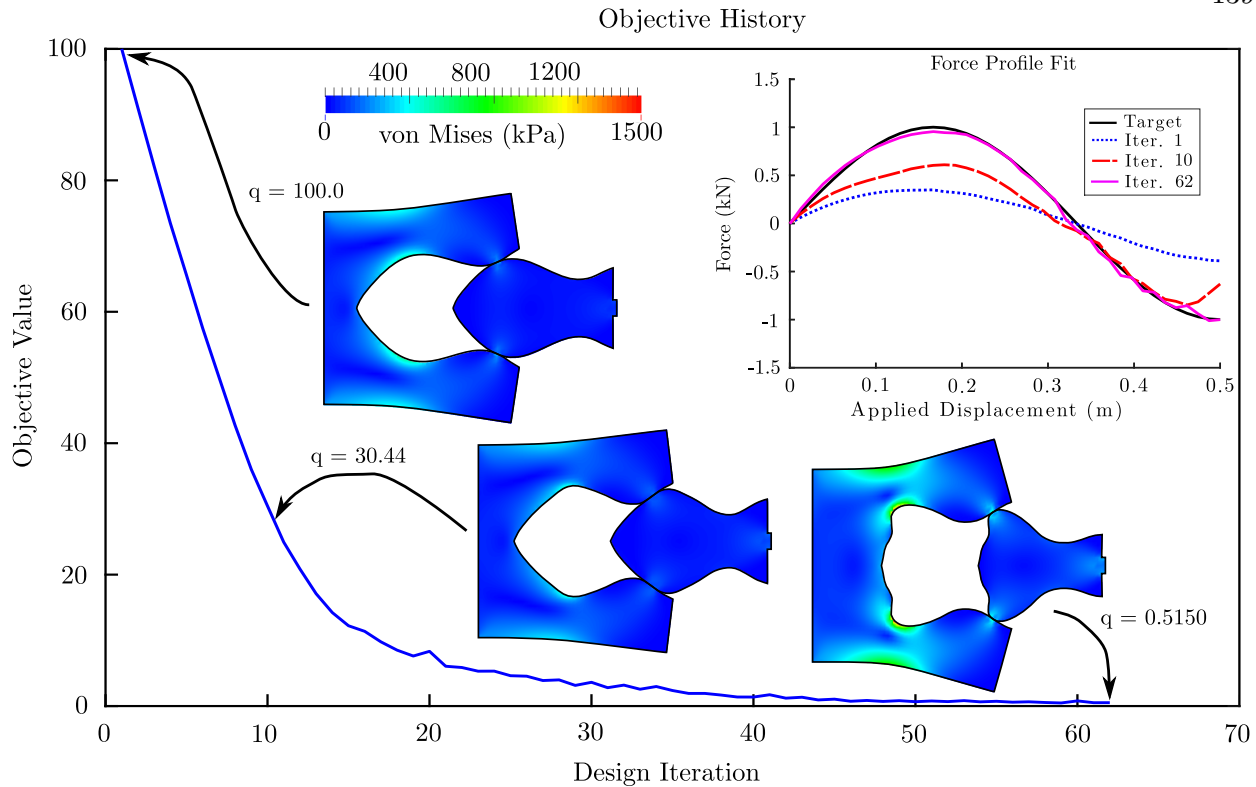 Objective History
100
80
60
40
20
0
Objective Value
0
10
20
30
40
50
60
70
Design Iteration
400
800
1200
0
von Mises (kPa)
1500
q = 100.0
q = 30.44
q = 0.5150
Force Profile Fit
1.5
1
0.5
0
-0.5
-1
-1.5
Force (kN)
Target
Iter. 1
Iter. 10
Iter. 62
0
0.1
0.2
0.3
0.4
0.5
Applied Displacement (m)